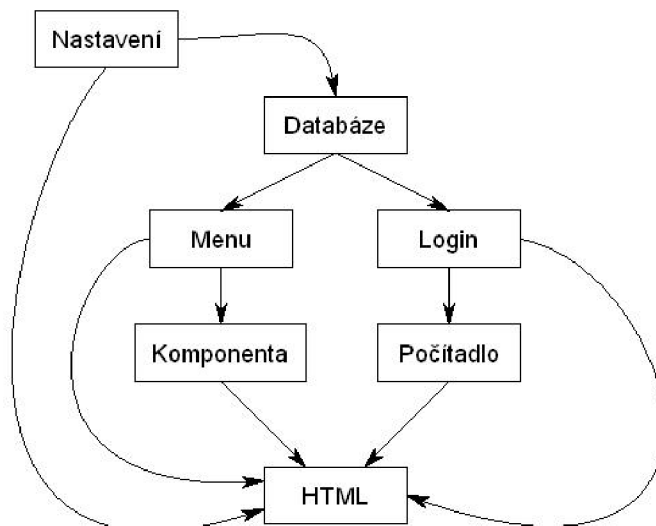 Nastavení
Databáze
Menu
Login
Komponenta
Počítadlo
HTML